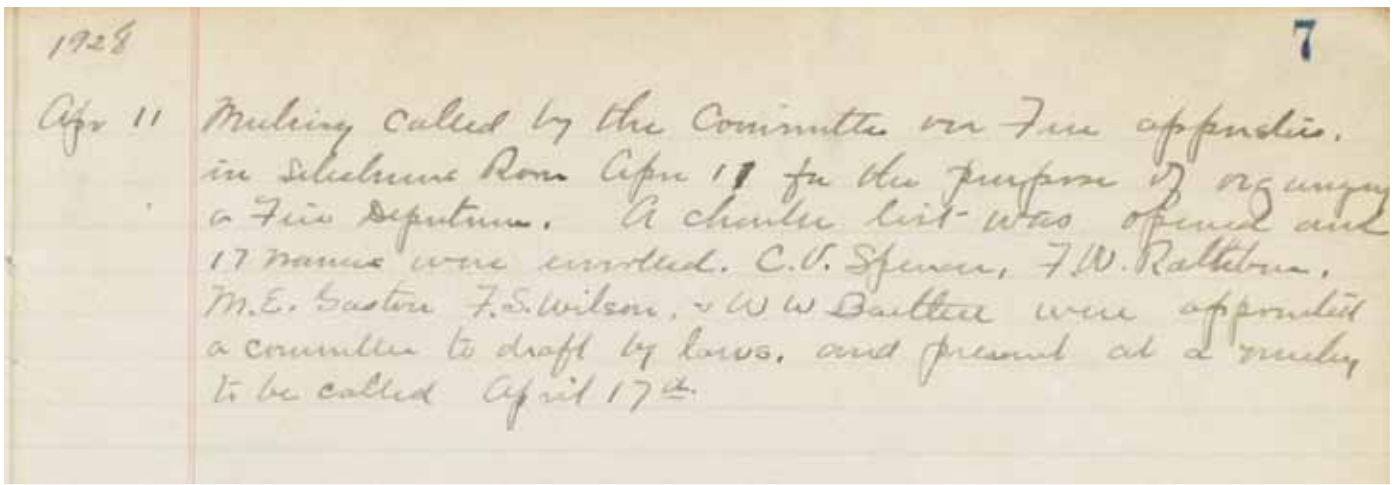 1928
7
Apr 11 Meeting called by the Committee on Fire apparatus.
in Selectmens Room Apr 11 for the purpose of organizing
a Fire Department. A charter list was opened and
17 names were enrolled. C.V. Spencer, F.W. Rathbun,
M.E. Gaston F.S. Wilson, & W W Bartlett were appointed
a committee to draft by laws, and present at a meeting
to be called April 17th.